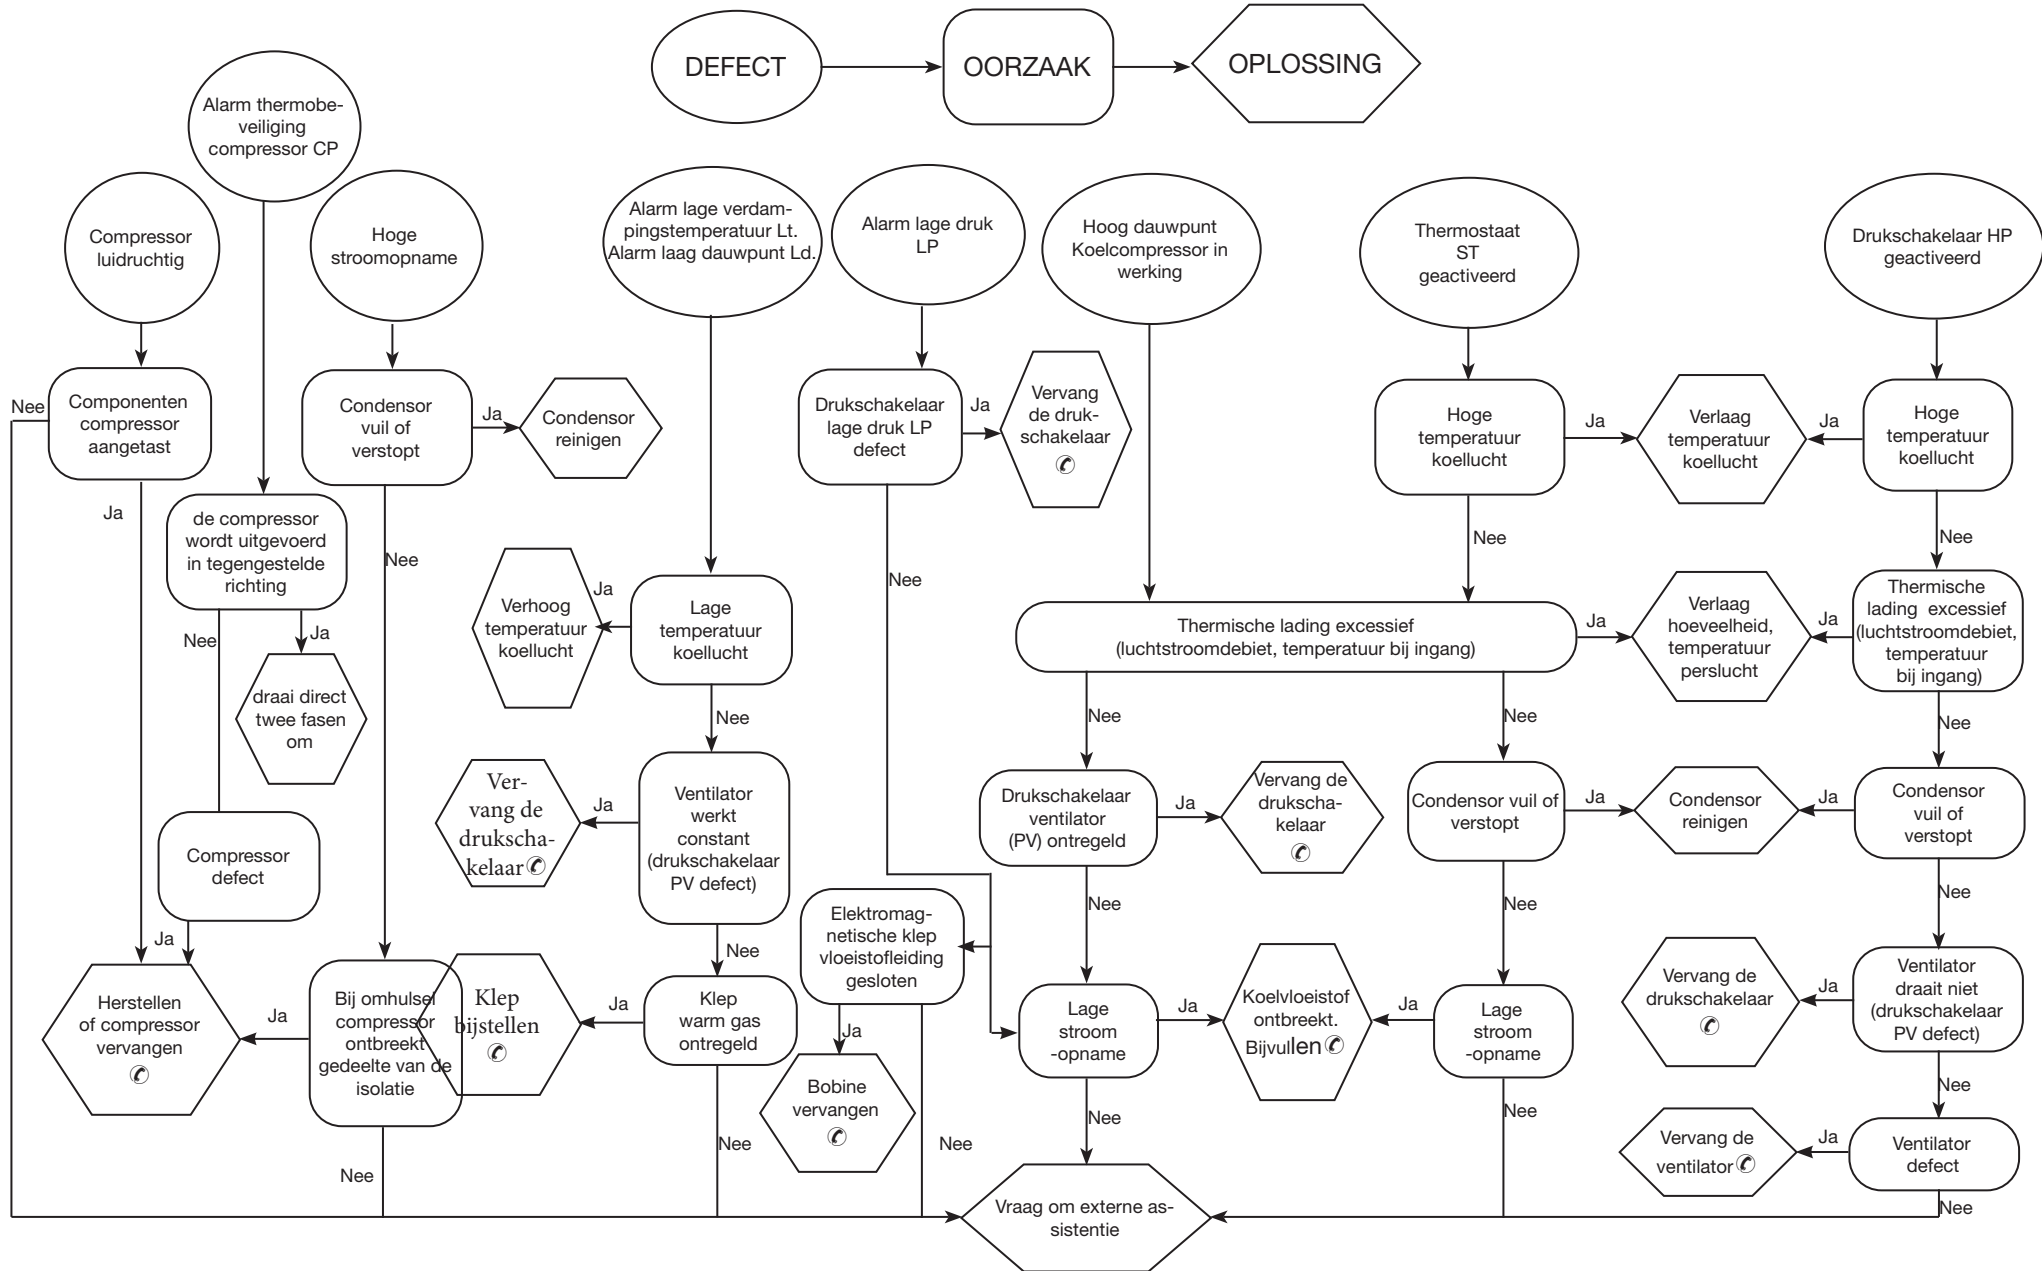 DEFECT
OORZAAK
OPLOSSING
Alarm thermobe-
veiliging
compressor CP
Compressor
luidruchtig
Hoge
stroomopname
Alarm lage verdam-
pingstemperatuur Lt.
Alarm laag dauwpunt Ld.
Alarm lage druk
LP
Hoog dauwpunt
Koelcompressor in
werking
Thermostaat
ST
geactiveerd
Drukschakelaar HP
geactiveerd
Nee
Componenten
compressor
aangetast
Condensor
vuil of
verstopt
Ja
Condensor
reinigen
Drukschakelaar
lage druk LP
defect
Ja
Vervang
de druk-
schakelaar
✆
Hoge
temperatuur
koellucht
Ja
Verlaag
temperatuur
koellucht
Ja
Hoge
temperatuur
koellucht
Ja
de compressor
wordt uitgevoerd
in tegengestelde
richting
Nee
Nee
Nee
Nee
Verhoog
temperatuur
koellucht
Ja
Lage
temperatuur
koellucht
Thermische lading excessief
(luchtstroomdebiet, temperatuur bij ingang)
Ja
Verlaag
hoeveelheid,
temperatuur
perslucht
Ja
Thermische
lading excessief
(luchtstroomdebiet,
temperatuur
bij ingang)
Nee
Ja
draai direct
twee fasen
om
Nee
Nee
Nee
Nee
Ver-
vang de
drukscha-
kelaar ✆
Ja
Ventilator
werkt
constant
(drukschakelaar
PV defect)
Drukschakelaar
ventilator
(PV) ontregeld
Ja
Vervang de
drukscha-
kelaar
✆
Condensor vuil of
verstopt
Ja
Condensor
reinigen
Ja
Condensor
vuil of
verstopt
Compressor
defect
Ja
Nee
Elektromag-
netische klep
vloeistofleiding
gesloten
Nee
Nee
Nee
Herstellen
of compressor
vervangen
✆
Ja
Bij omhulsel
compressor
ontbreekt
gedeelte van de
isolatie
Klep
bijstellen
✆
Ja
Klep
warm gas
ontregeld
Lage
stroom
-opname
Ja
Koelvloeistof
ontbreekt.
Bijvullen ✆
Ja
Lage
stroom
-opname
Vervang de
drukschakelaar
✆
Ja
Ventilator
draait niet
(drukschakelaar
PV defect)
Ja
Bobine
vervangen
✆
Nee
Nee
Nee
Nee
Nee
Nee
Vervang de
ventilator ✆
Ja
Ventilator
defect
Vraag om externe as-
sistentie
Nee